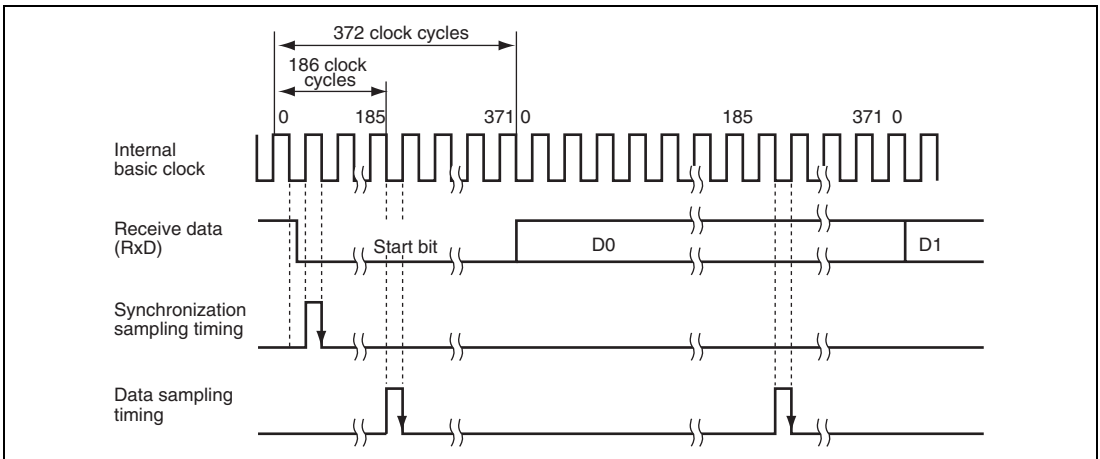 372 clock cycles
186 clock
cycles
0 185 371 0 185 371 0
Internal
basic clock
Receive data
(RxD)
Start bit
D0
D1
Synchronization
sampling timing
Data sampling
timing